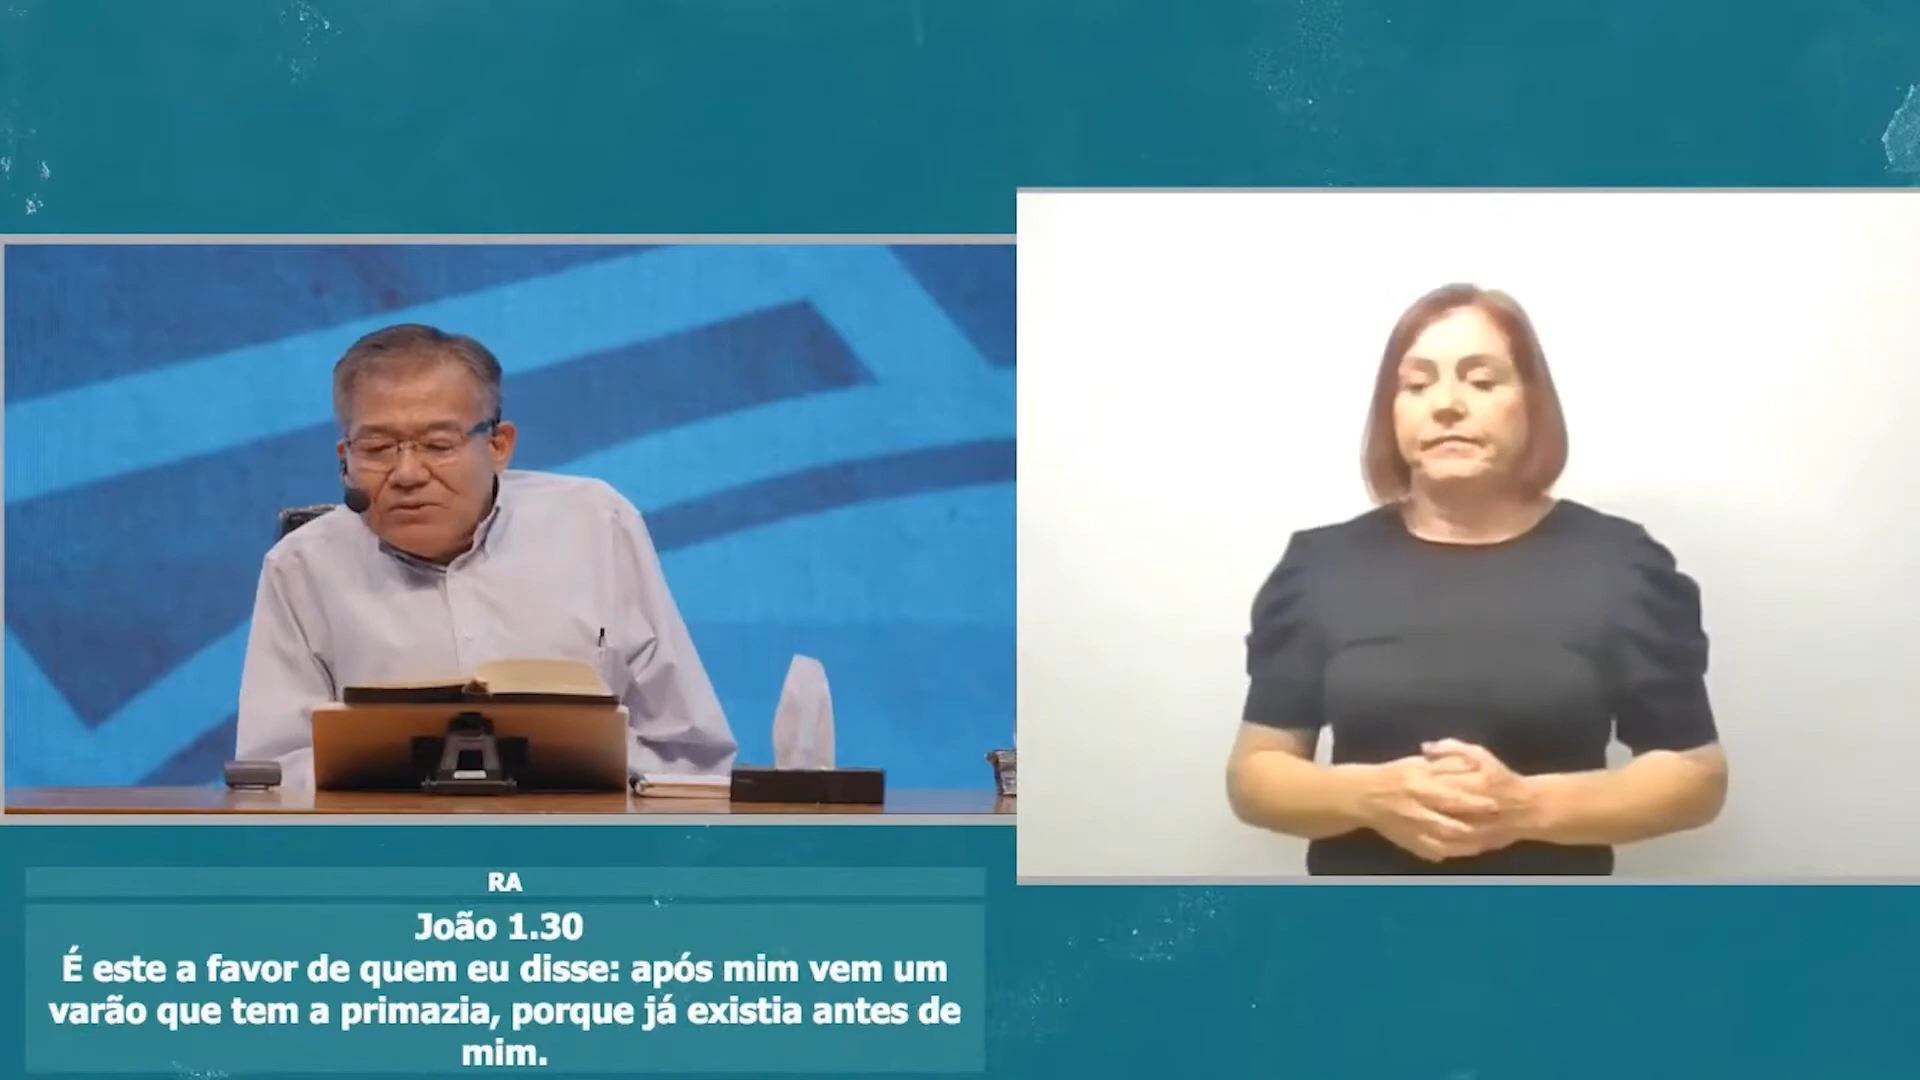 RA
João 1.30
É este a favor de quem eu disse: após mim vem um
varão que tem a primazia, porque já existia antes de
mim.